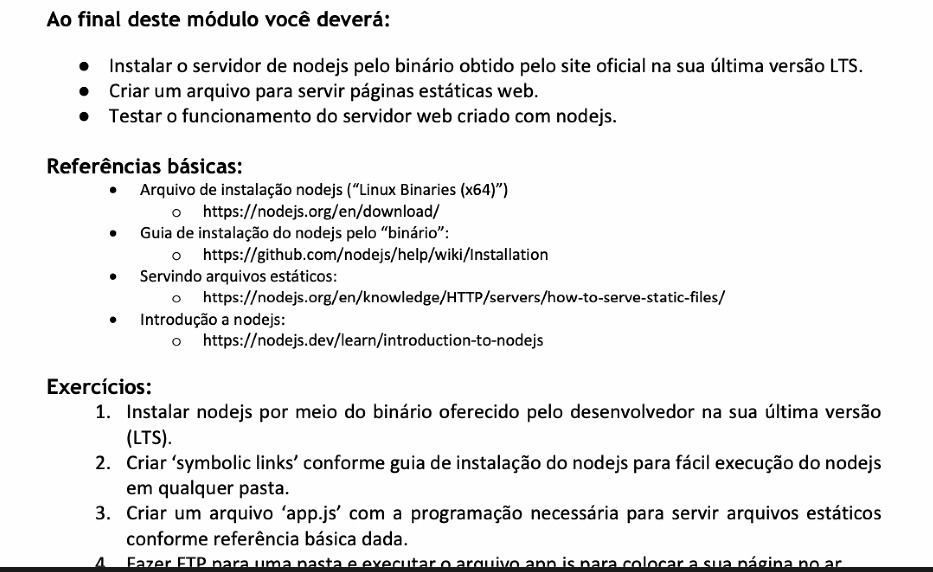 Ao final deste módulo você deverá:
● Instalar o servidor de nodejs pelo binário obtido pelo site oficial na sua última versão LTS.
● Criar um arquivo para servir páginas estáticas web.
● Testar o funcionamento do servidor web criado com nodejs.
Referências básicas:
• Arquivo de instalação nodejs (“Linux Binaries (x64)”)
o https://nodejs.org/en/download/
• Guia de instalação do nodejs pelo “binário”:
o https://github.com/nodejs/help/wiki/Installation
• Servindo arquivos estáticos:
o https://nodejs.org/en/knowledge/HTTP/servers/how-to-serve-static-files/
• Introdução a nodejs:
o https://nodejs.dev/learn/introduction-to-nodejs
Exercícios:
1. Instalar nodejs por meio do binário oferecido pelo desenvolvedor na sua última versão
(LTS).
2. Criar ‘symbolic links’ conforme guia de instalação do nodejs para fácil execução do nodejs
em qualquer pasta.
3. Criar um arquivo ‘app.js’ com a programação necessária para servir arquivos estáticos
conforme referência básica dada.
4. Fazer FTP para uma pasta e executar o arquivo app.js para colocar a sua página no ar